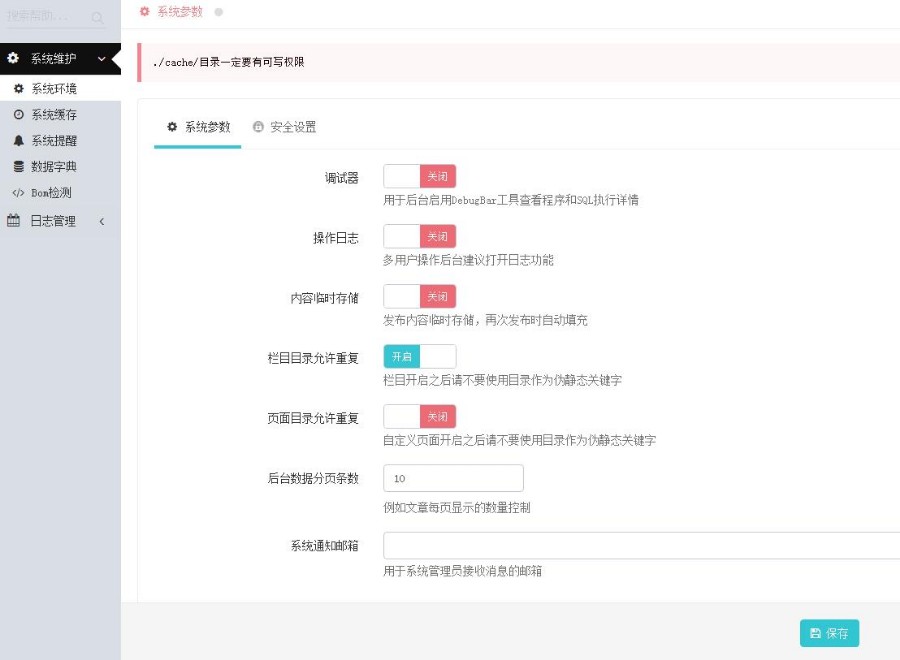 搜索帮助...
系统维护
系统环境
系统缓存
系统提醒
数据字典
Bom检测
日志管理
系统参数
./cache/目录一定要有可写权限
系统参数
安全设置
调试器
关闭
用于后台启用DebugBar工具查看程序和SQL执行详情
操作日志
关闭
多用户操作后台建议打开日志功能
内容临时存储
关闭
发布内容临时存储，再次发布时自动填充
栏目目录允许重复
开启
栏目开启之后请不要使用目录作为伪静态关键字
页面目录允许重复
关闭
自定义页面开启之后请不要使用目录作为伪静态关键字
后台数据分页条数
10
例如文章每页显示的数量控制
系统通知邮箱
用于系统管理员接收消息的邮箱
保存